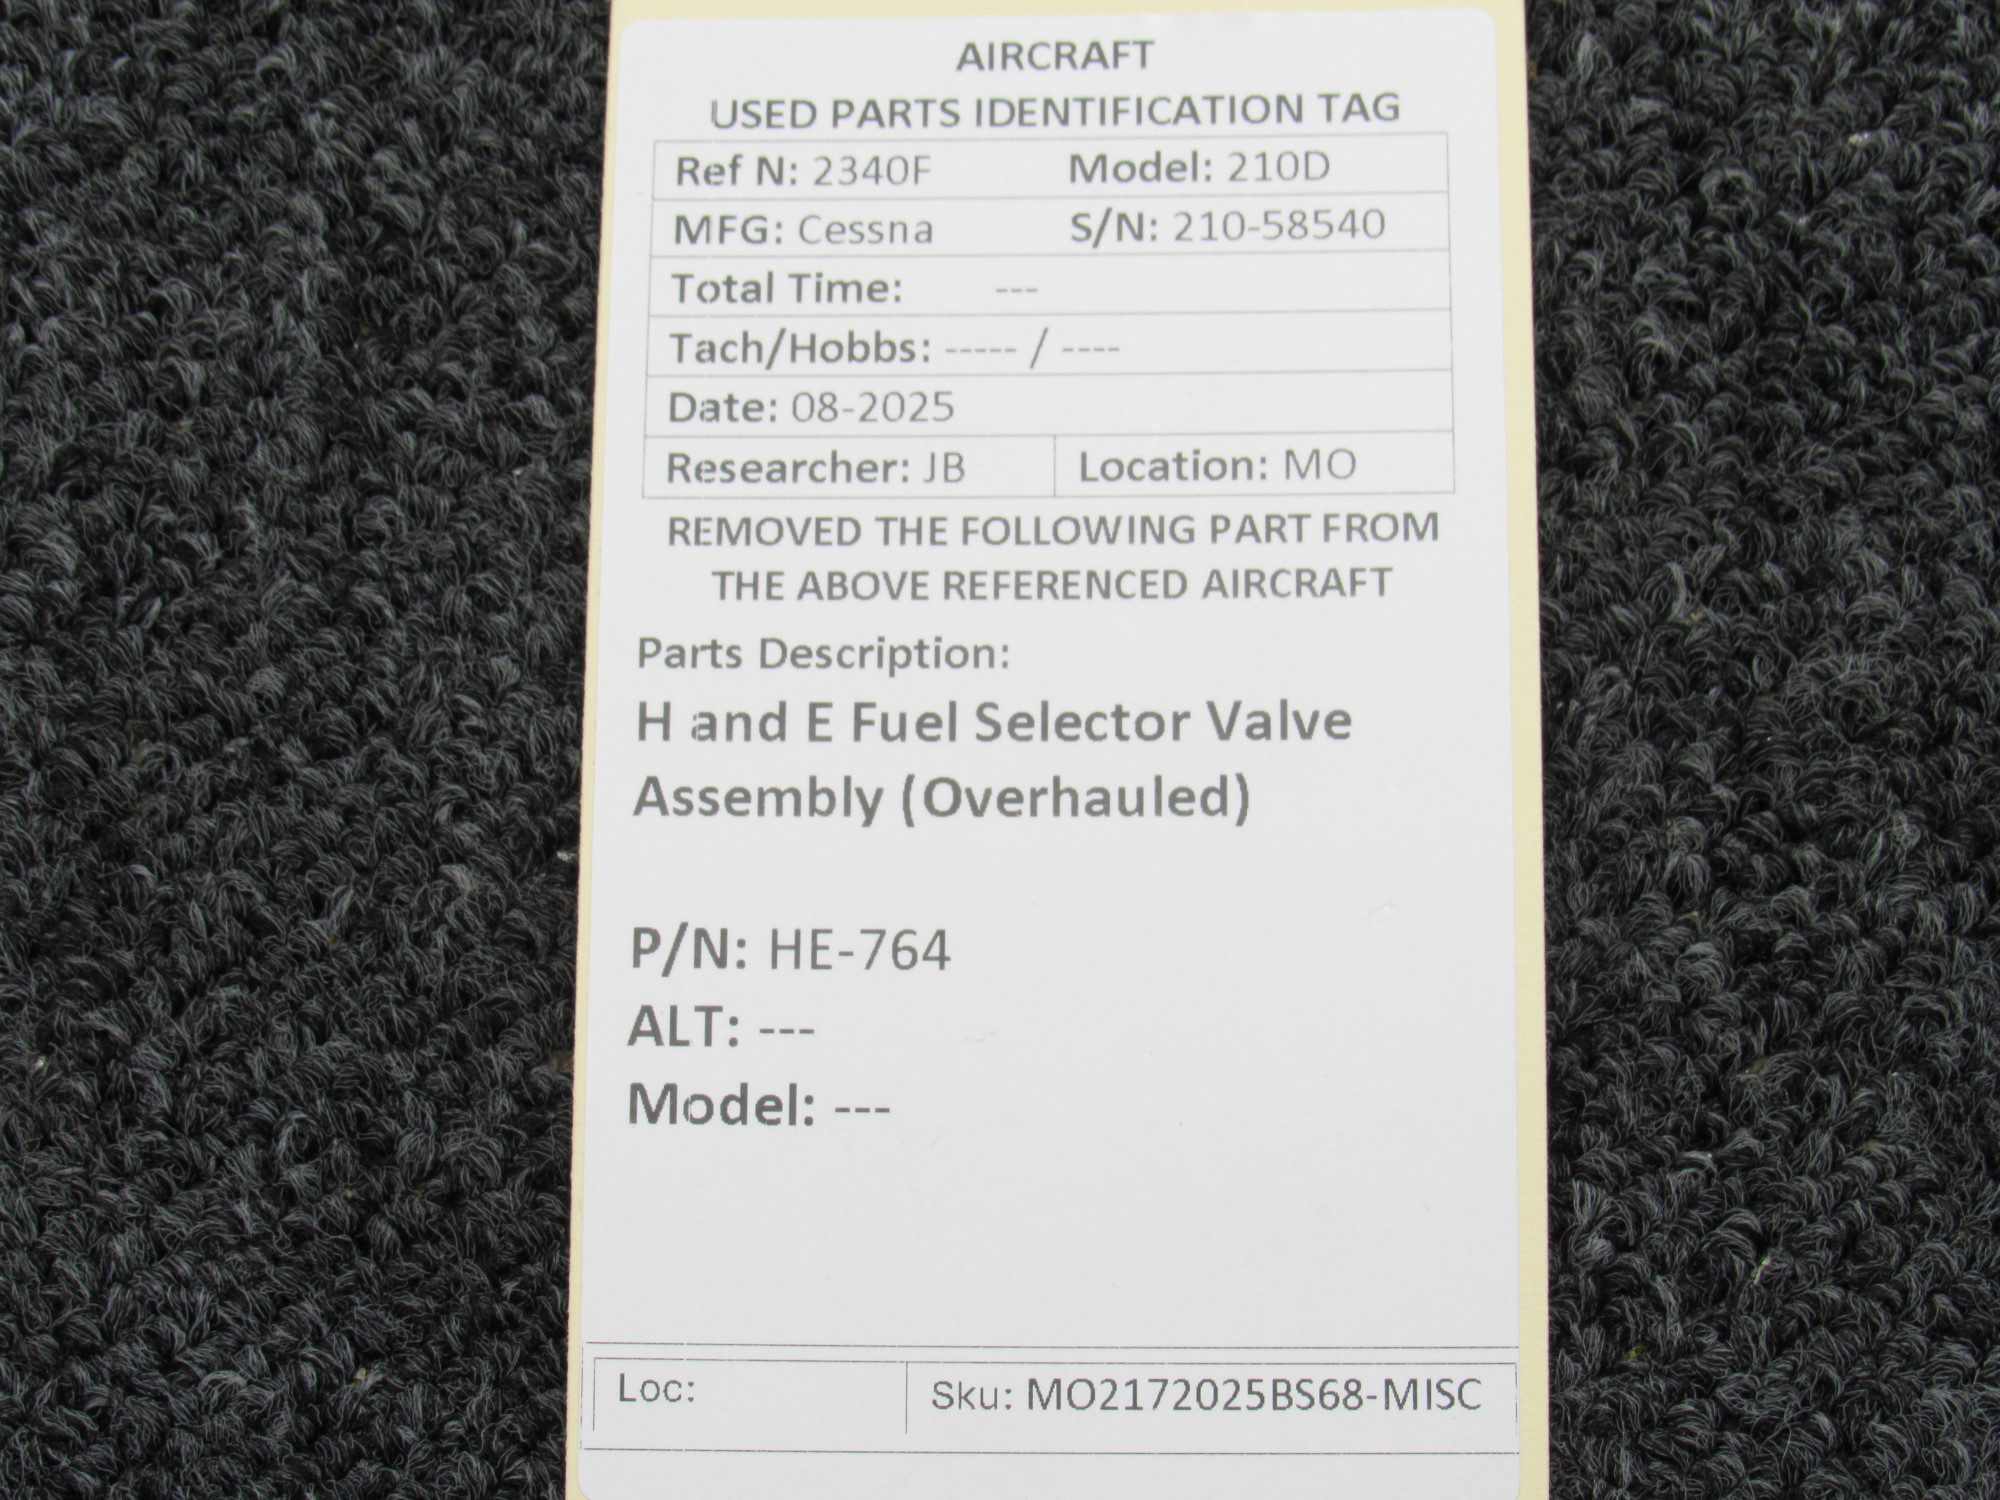 AIRCRAFT
USED PARTS IDENTIFICATION TAG
Ref N: 2340F Model: 210D
MFG: Cessna S/N: 210-58540
Total Time: ---
Tach/Hobbs: ----- / ----
Date: 08-2025
Researcher: JB Location: MO
REMOVED THE FOLLOWING PART FROM
THE ABOVE REFERENCED AIRCRAFT
Parts Description:
H and E Fuel Selector Valve
Assembly (Overhauled)
P/N: HE-764
ALT: ---
Model: ---
Loc: Sku: MO2172025BS68-MISC